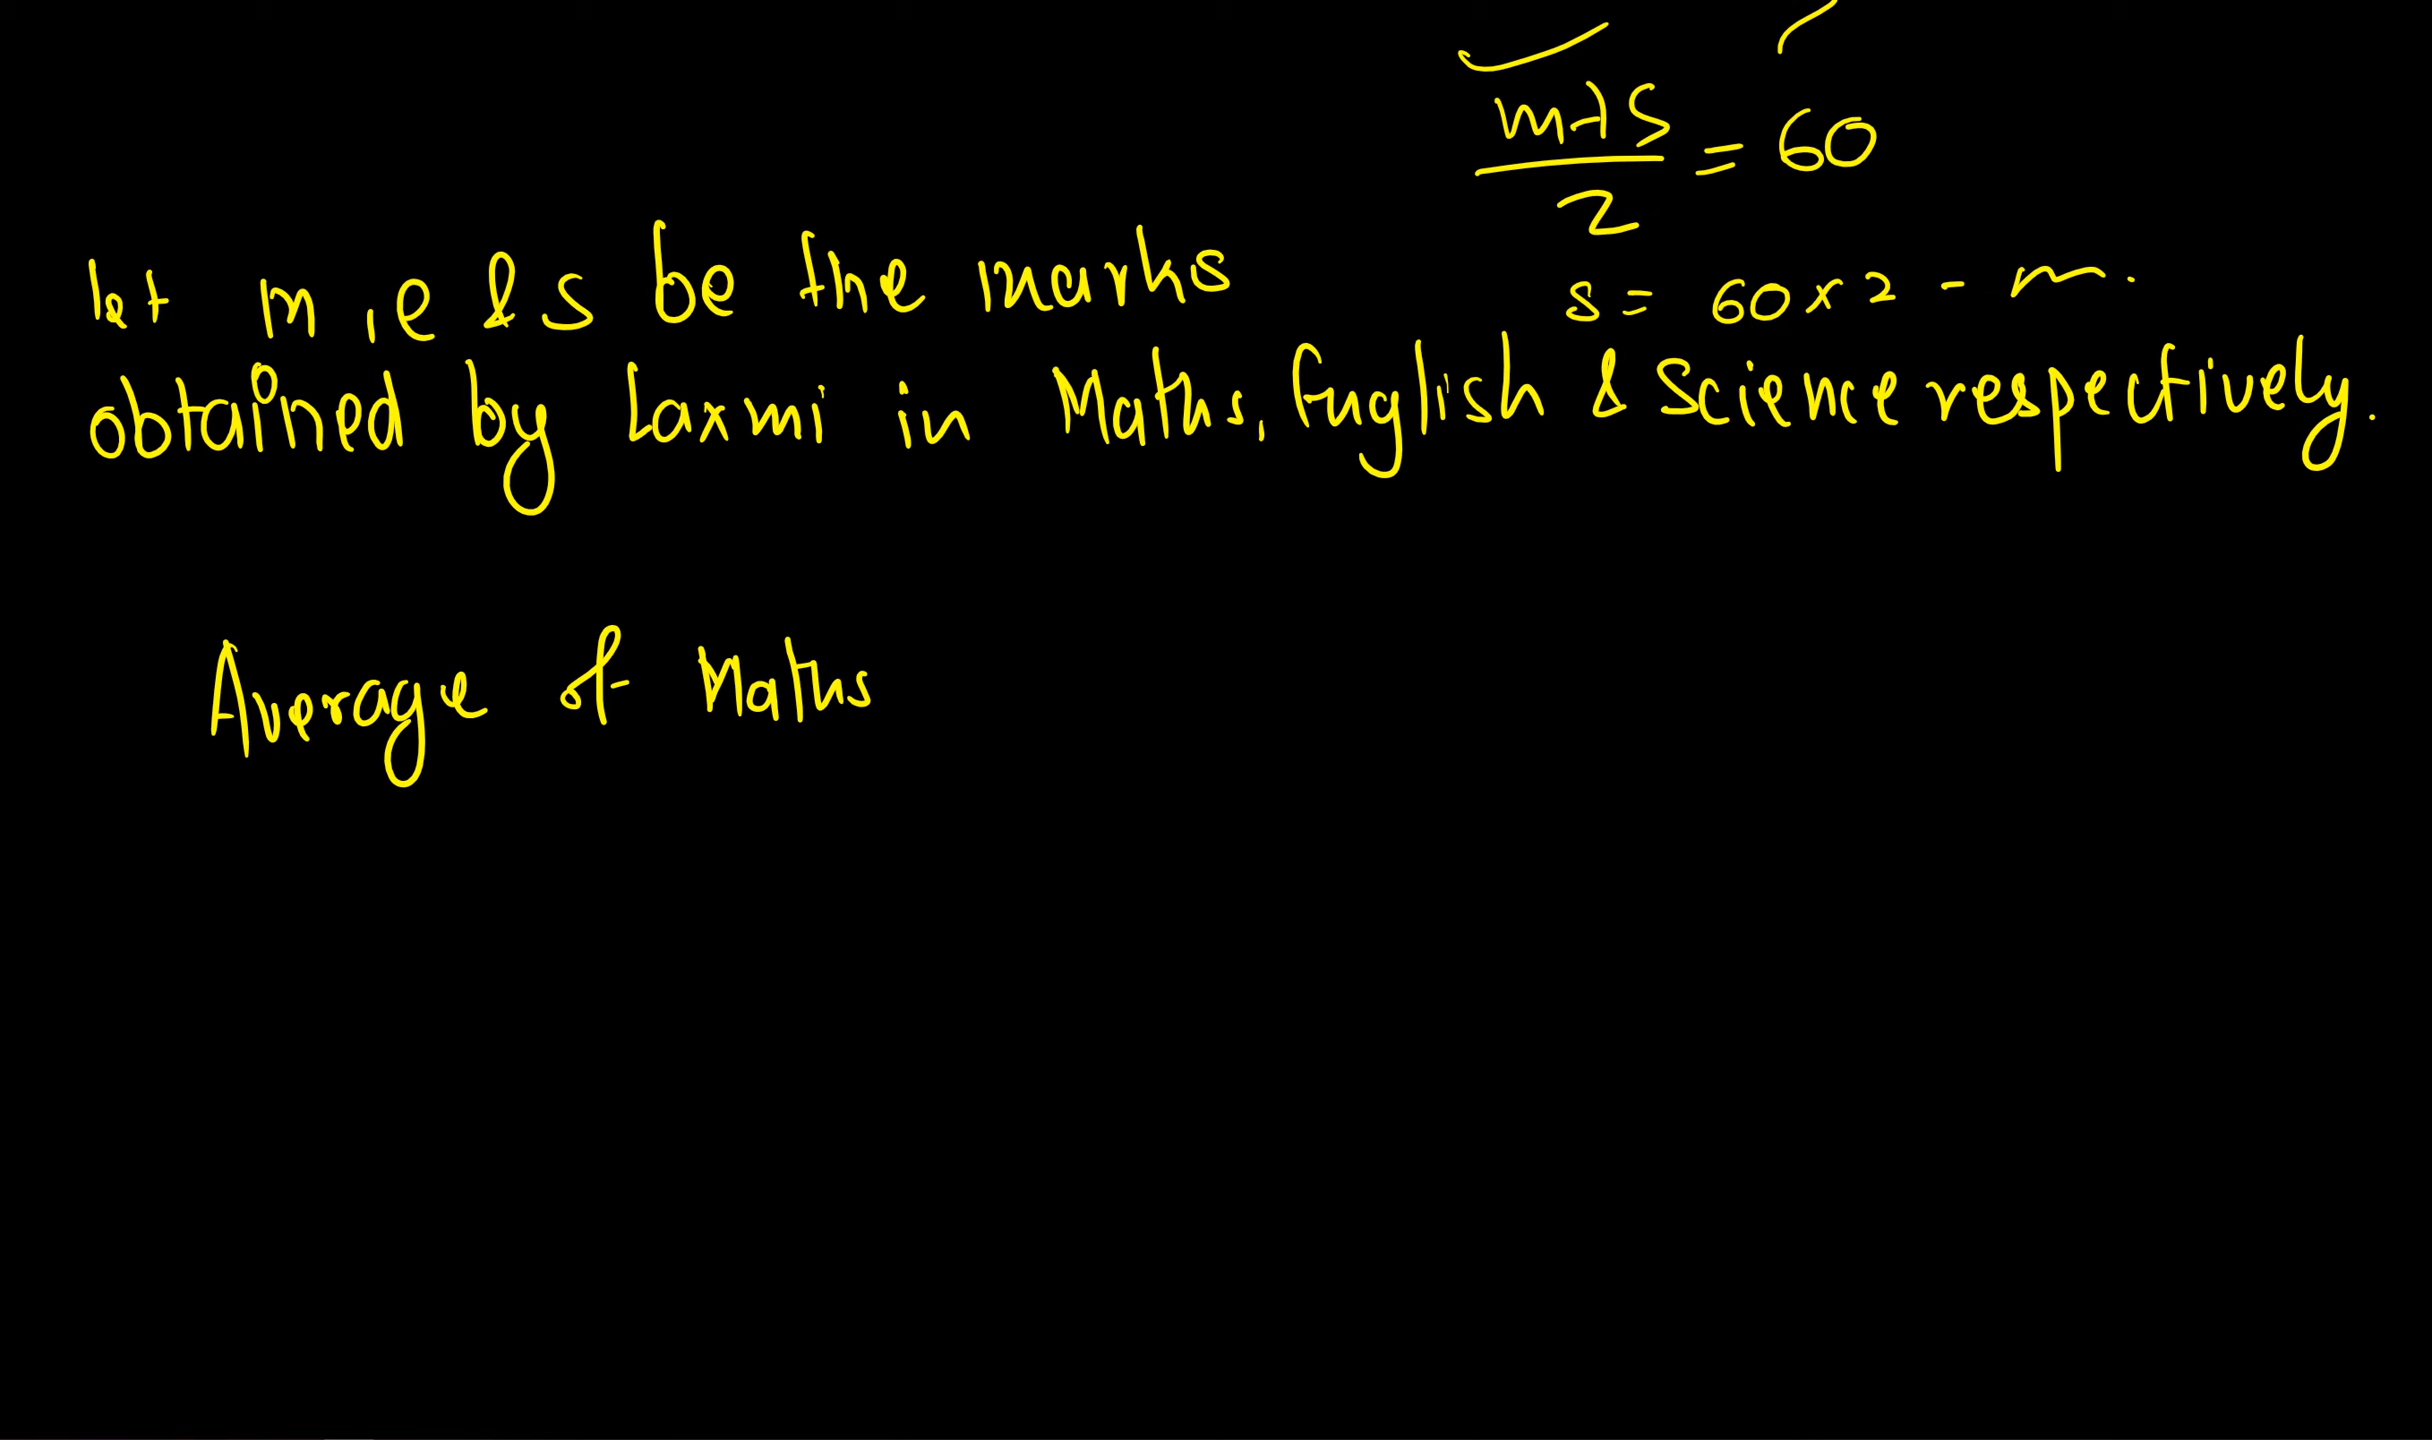 m+s
2
= 60
s = 60 x 2 - m.
let m, e & s be the marks
obtained by Laxmi in Maths, English & Science respectively.
Average of Maths